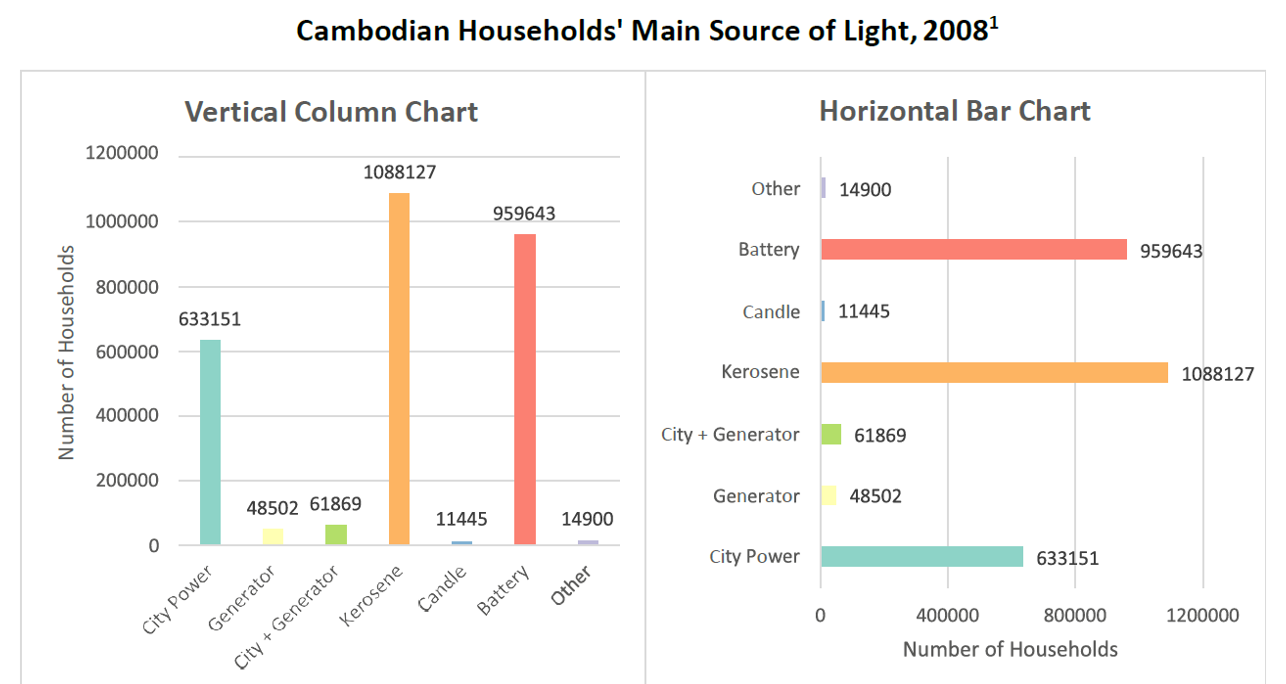 Cambodian Households' Main Source of Light, 2008¹
Vertical Column Chart
Number of Households
1200000
1000000
800000
600000
400000
200000
0
633151
48502
61869
1088127
11445
959643
14900
City Power
Generator
City + Generator
Kerosene
Candle
Battery
Other
Horizontal Bar Chart
Other 14900
Battery 959643
Candle 11445
Kerosene 1088127
City + Generator 61869
Generator 48502
City Power 633151
0 400000 800000 1200000
Number of Households